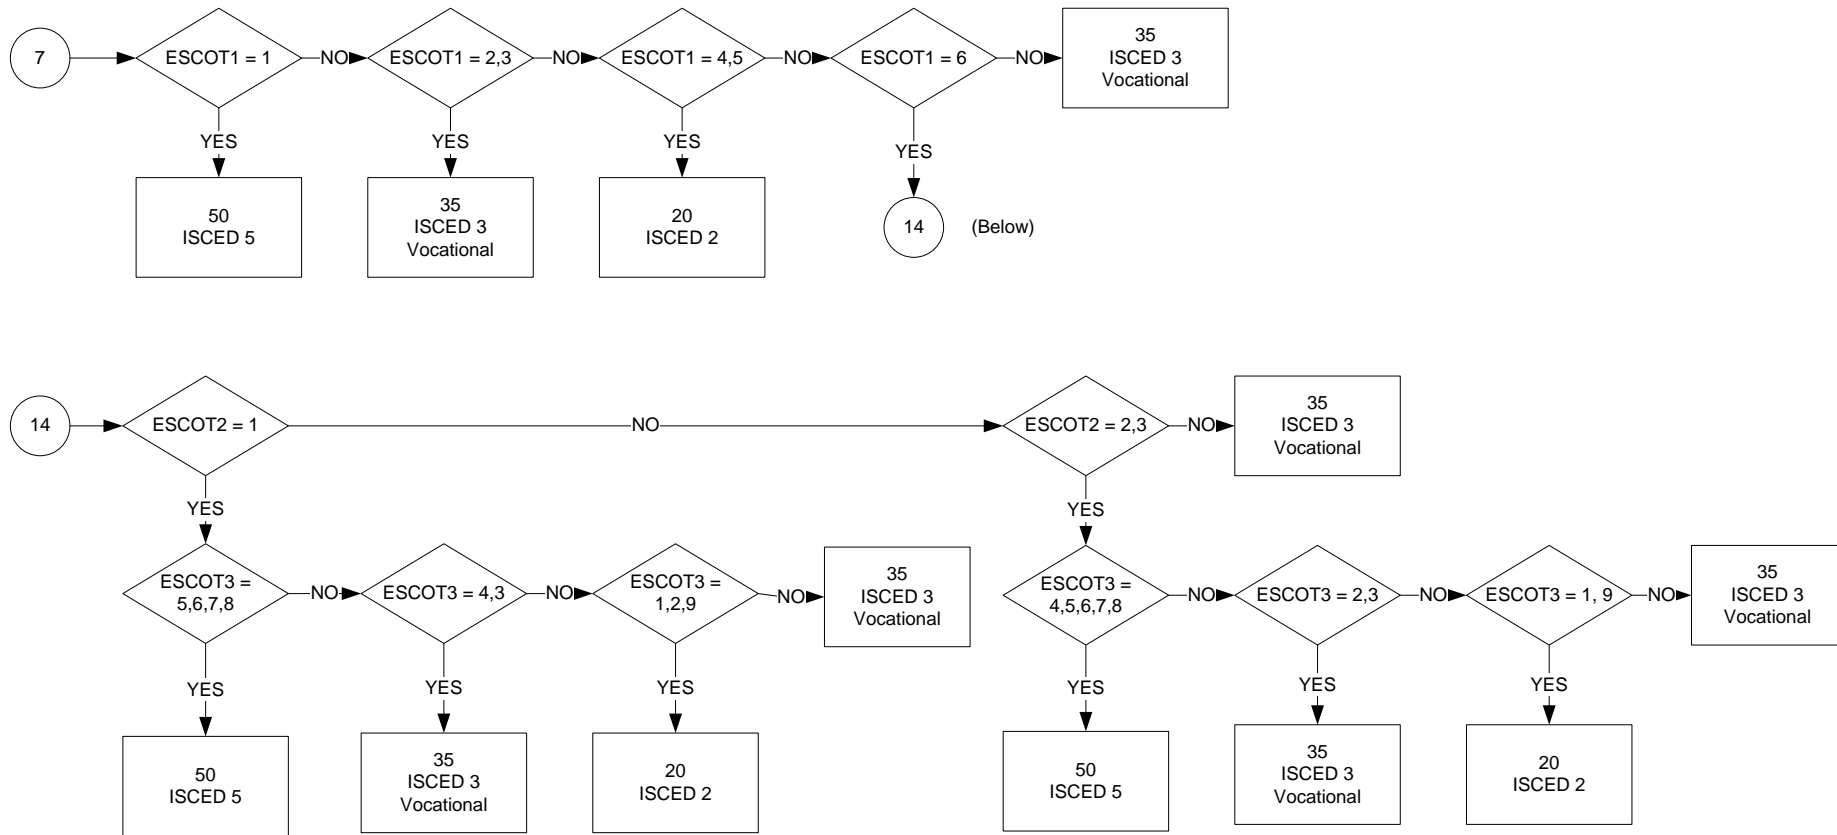 7
ESCOT1 = 1
NO
ESCOT1 = 2,3
NO
ESCOT1 = 4,5
NO
ESCOT1 = 6
NO
35
ISCED 3
Vocational
YES
YES
YES
YES
50
ISCED 5
35
ISCED 3
Vocational
20
ISCED 2
14
(Below)
14
ESCOT2 = 1
NO
ESCOT2 = 2,3
NO
35
ISCED 3
Vocational
YES
YES
ESCOT3 =
5,6,7,8
NO
ESCOT3 = 4,3
NO
ESCOT3 =
1,2,9
NO
35
ISCED 3
Vocational
ESCOT3 =
4,5,6,7,8
NO
ESCOT3 = 2,3
NO
ESCOT3 = 1, 9
NO
35
ISCED 3
Vocational
YES
YES
YES
YES
YES
YES
50
ISCED 5
35
ISCED 3
Vocational
20
ISCED 2
50
ISCED 5
35
ISCED 3
Vocational
20
ISCED 2